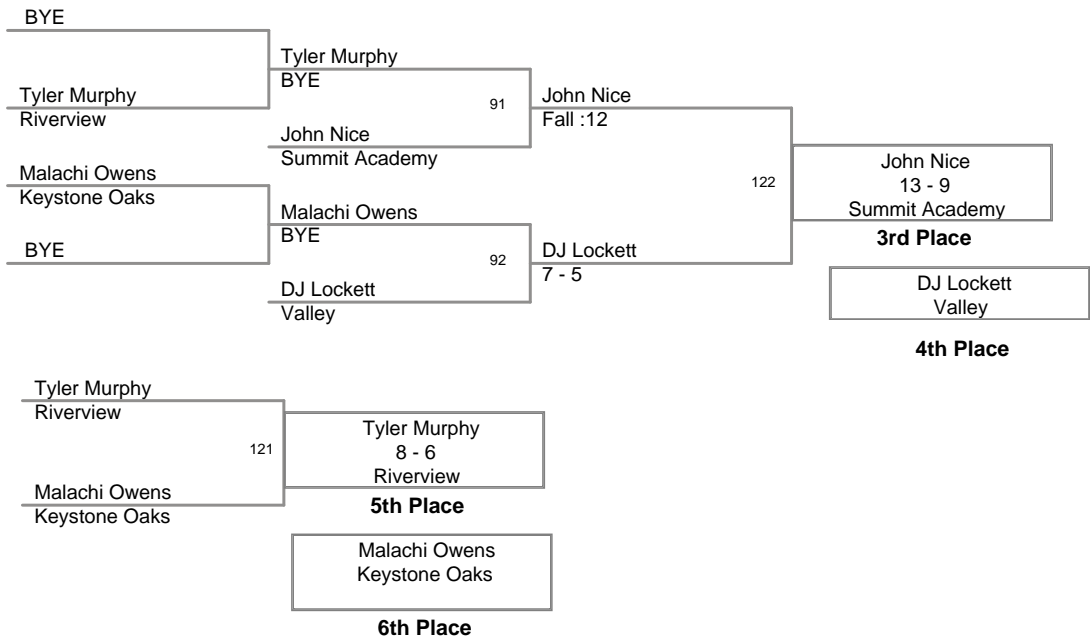 BYE
Tyler Murphy
BYE
Tyler Murphy
Riverview
91
John Nice
Fall :12
John Nice
Summit Academy
Malachi Owens
Keystone Oaks
122
John Nice
13 - 9
Summit Academy
3rd Place
Malachi Owens
BYE
BYE
92
DJ Lockett
7 - 5
DJ Lockett
Valley
DJ Lockett
Valley
4th Place
Tyler Murphy
Riverview
121
Tyler Murphy
8 - 6
Riverview
5th Place
Malachi Owens
Keystone Oaks
Malachi Owens
Keystone Oaks
6th Place